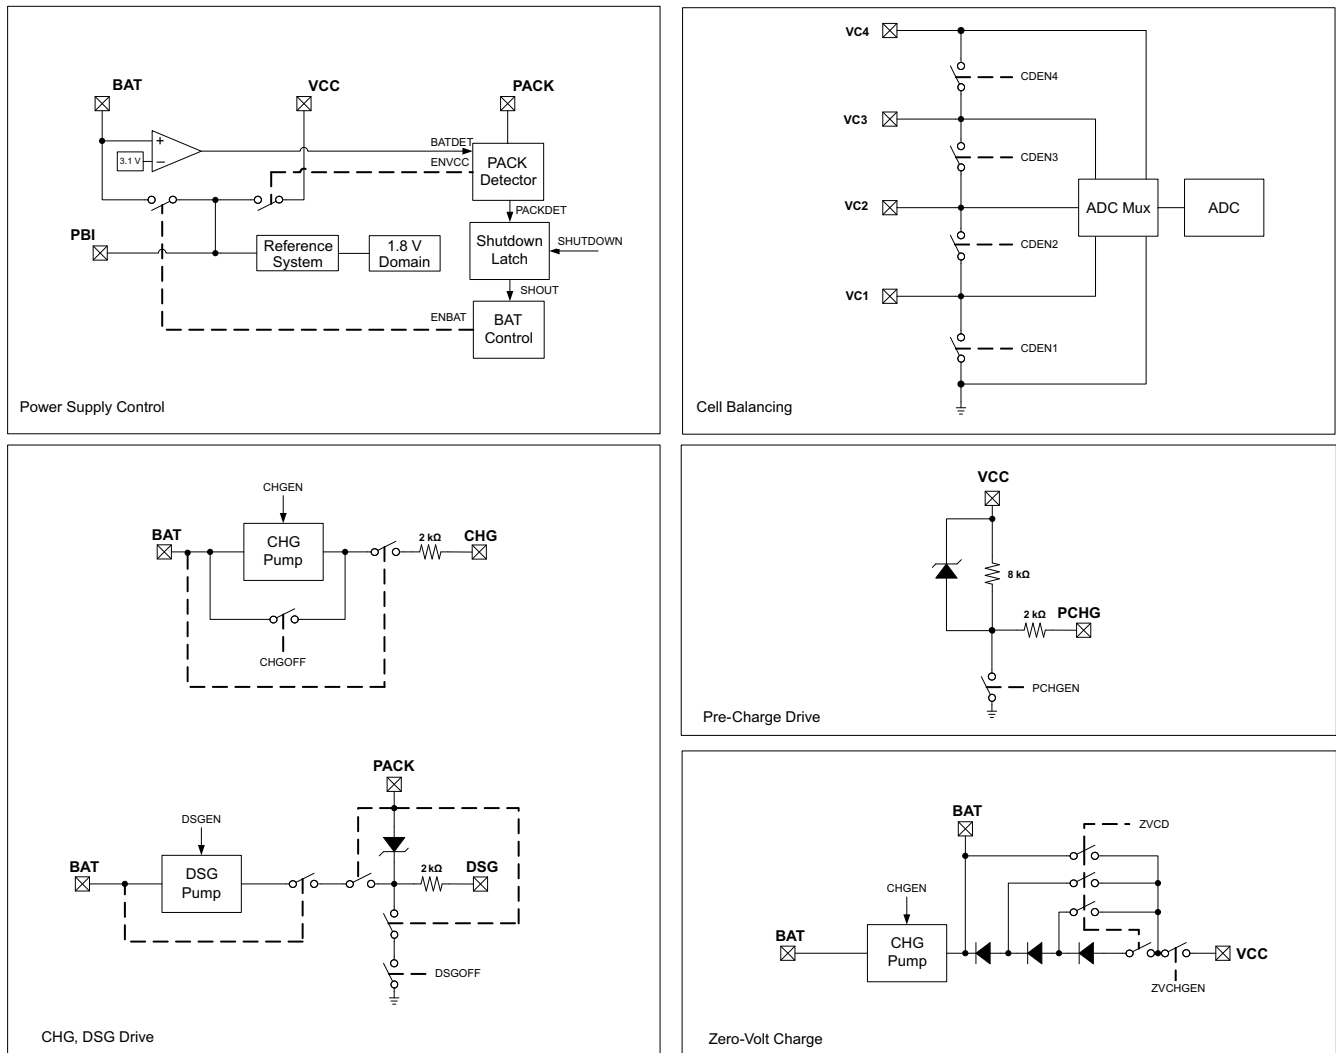 BAT
VCC
PACK
3.1 V
+
−
BATDET
ENVCC
PACK
Detector
PACKDET
PBI
Reference
System
1.8 V
Domain
Shutdown
Latch
SHUTDOWN
SHOUT
ENBAT
BAT
Control
Power Supply Control
VC4
CDEN4
VC3
CDEN3
VC2
ADC Mux
ADC
CDEN2
VC1
CDEN1
Cell Balancing
CHGEN
BAT
CHG
Pump
2 kΩ
CHG
CHGOFF
PACK
DSGEN
BAT
DSG
Pump
2 kΩ
DSG
DSGOFF
CHG, DSG Drive
VCC
8 kΩ
2 kΩ
PCHG
PCHGEN
Pre-Charge Drive
BAT
ZVCD
CHGEN
BAT
CHG
Pump
VCC
ZVCHGEN
Zero-Volt Charge